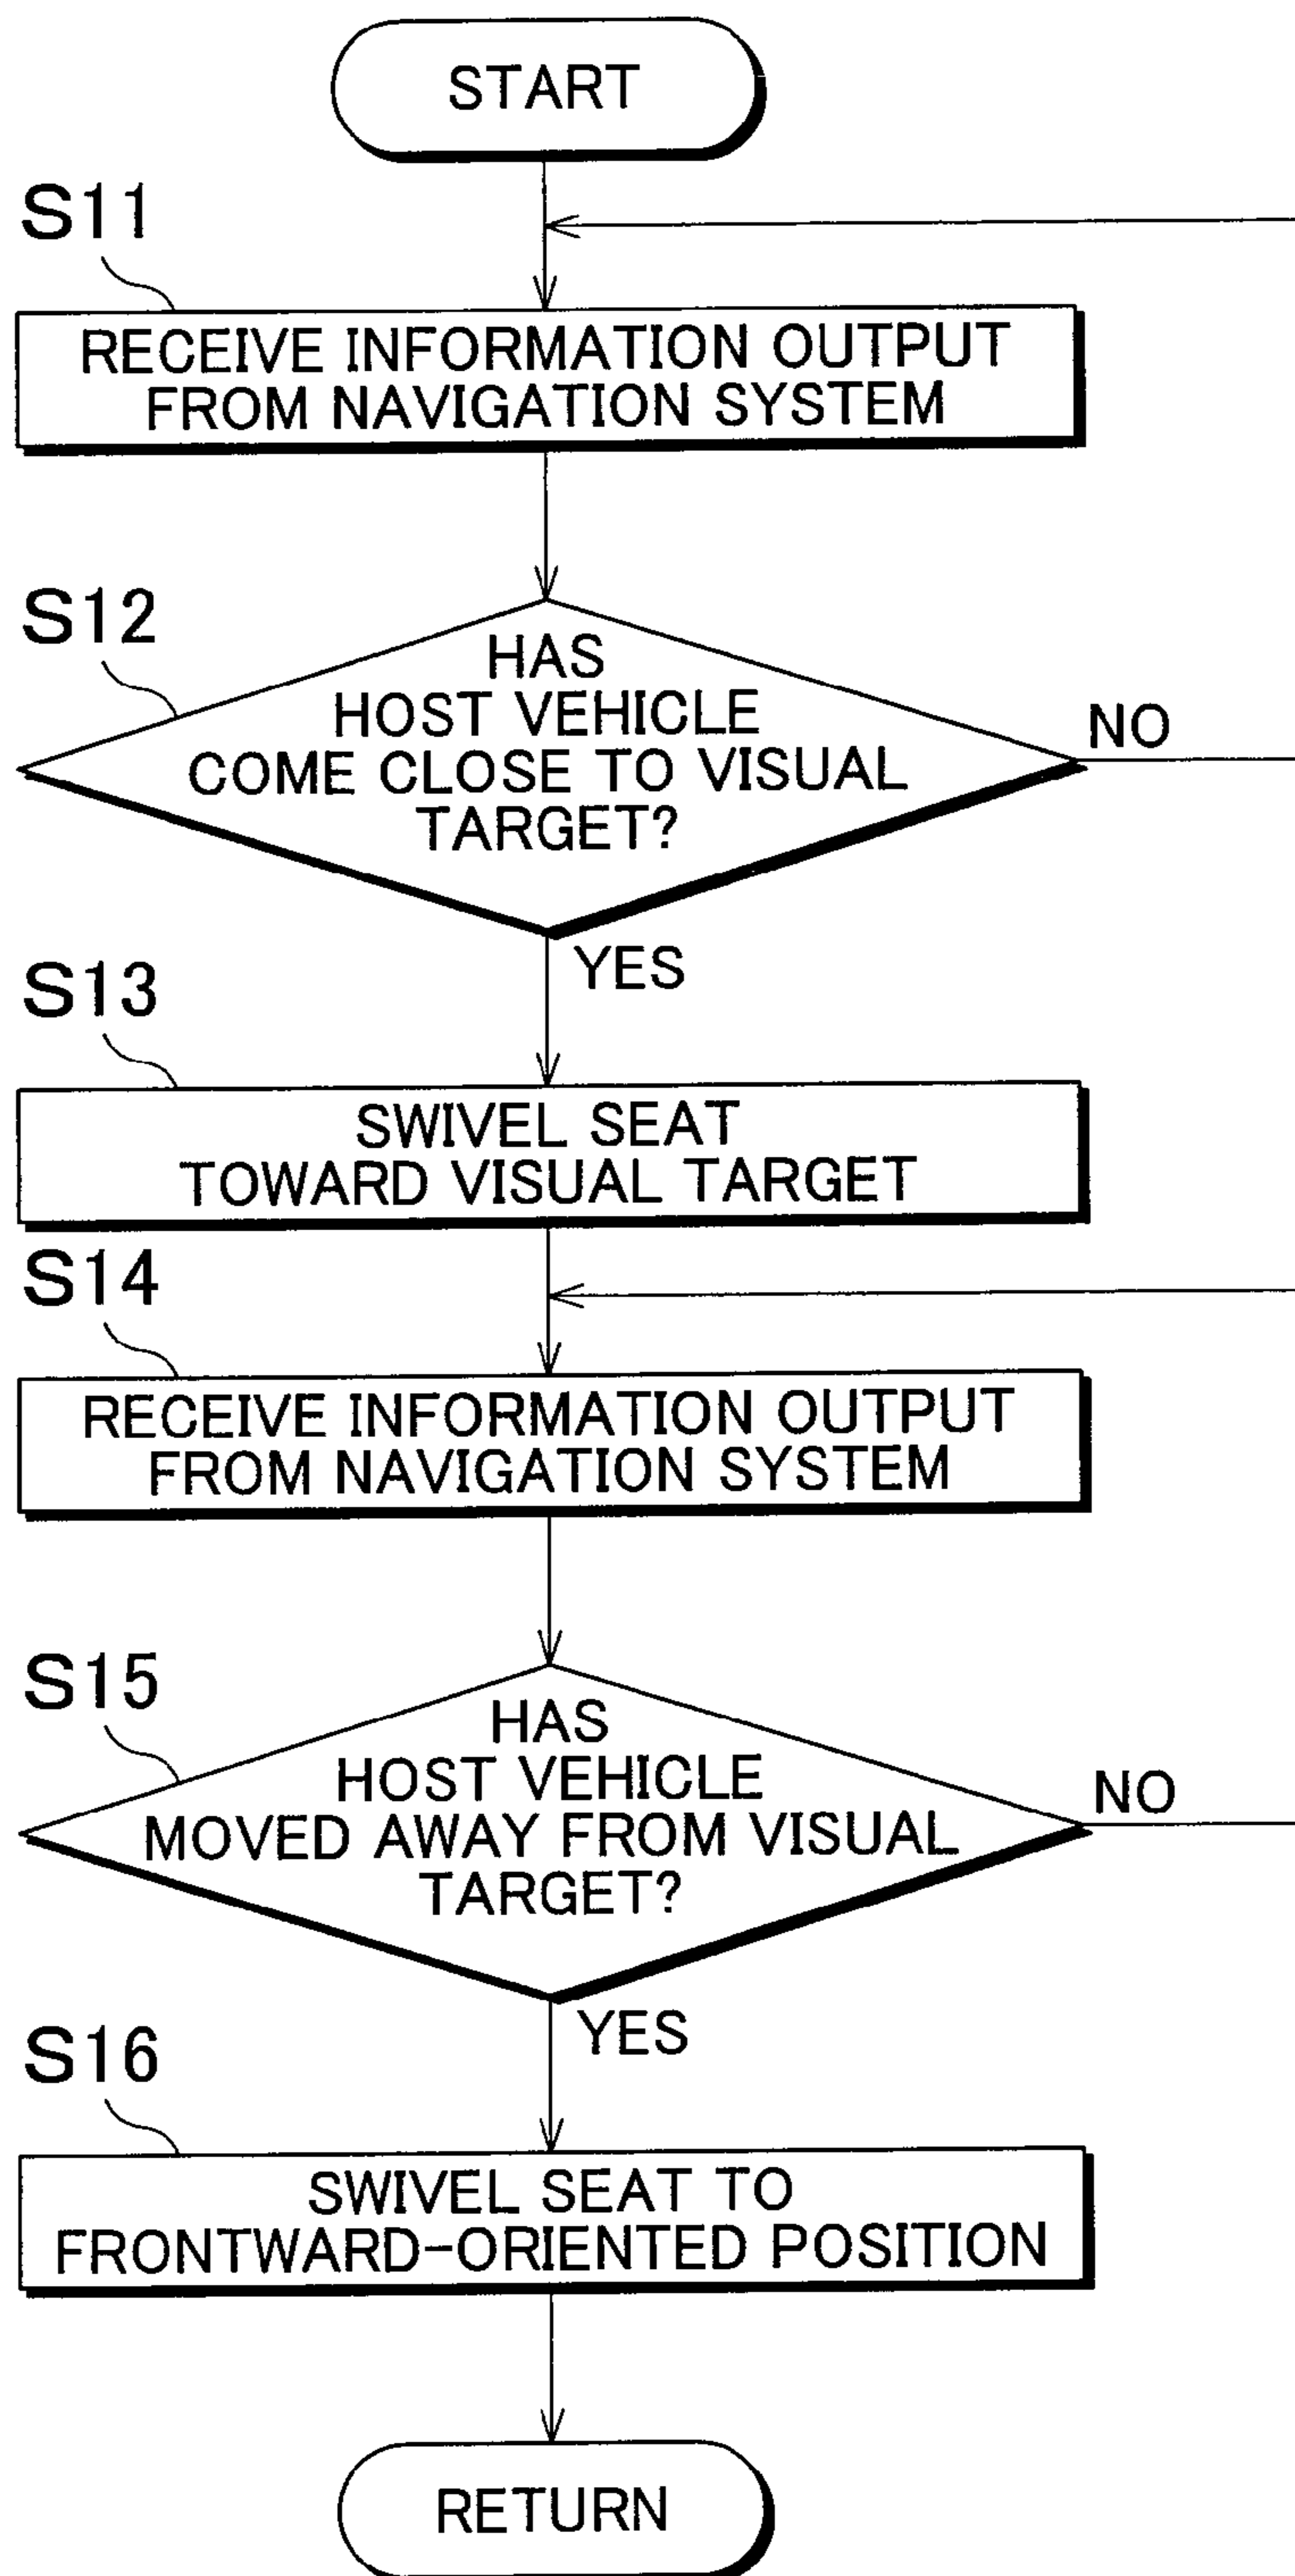 START
S11
RECEIVE INFORMATION OUTPUT
FROM NAVIGATION SYSTEM
S12
HAS
HOST VEHICLE
COME CLOSE TO VISUAL
TARGET?
NO
YES
S13
SWIVEL SEAT
TOWARD VISUAL TARGET
S14
RECEIVE INFORMATION OUTPUT
FROM NAVIGATION SYSTEM
S15
HAS
HOST VEHICLE
MOVED AWAY FROM VISUAL
TARGET?
NO
YES
S16
SWIVEL SEAT TO
FRONTWARD-ORIENTED POSITION
RETURN